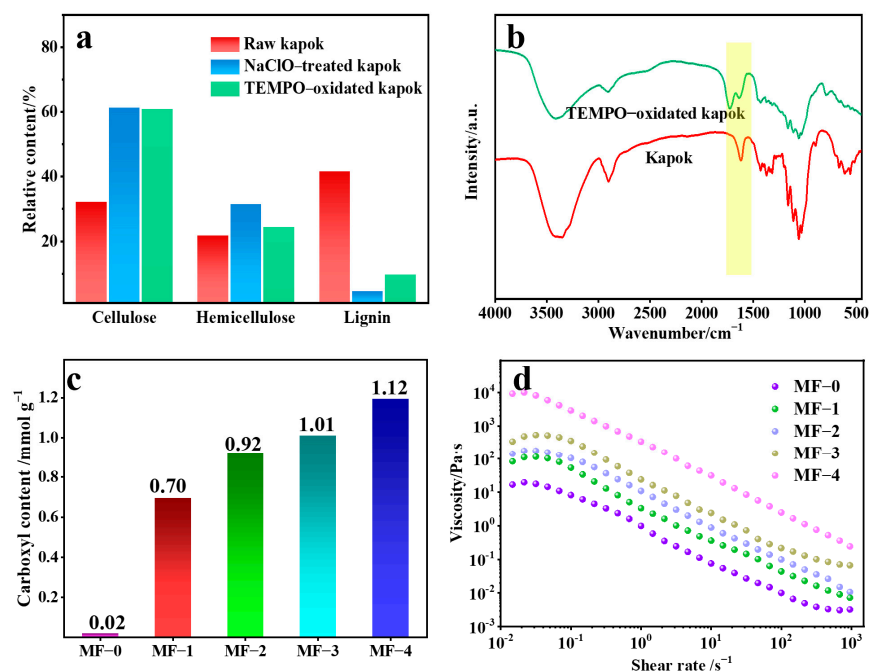 a
Raw kapok
NaClO−treated kapok
TEMPO−oxidated kapok
Relative content/%
80
60
40
20
Cellulose Hemicellulose Lignin
b
TEMPO−oxidated kapok
Kapok
Intensity/a.u.
4000 3500 3000 2500 2000 1500 1000 500
Wavenumber/cm⁻¹
c
Carboxyl content /mmol g⁻¹
1.2
1.0
0.8
0.6
0.4
0.2
0.02
0.70
0.92
1.01
1.12
MF−0 MF−1 MF−2 MF−3 MF−4
d
MF−0
MF−1
MF−2
MF−3
MF−4
Viscosity/Pa·s
10⁴
10³
10²
10¹
10⁰
10⁻¹
10⁻²
10⁻³
10⁻² 10⁻¹ 10⁰ 10¹ 10² 10³
Shear rate /s⁻¹